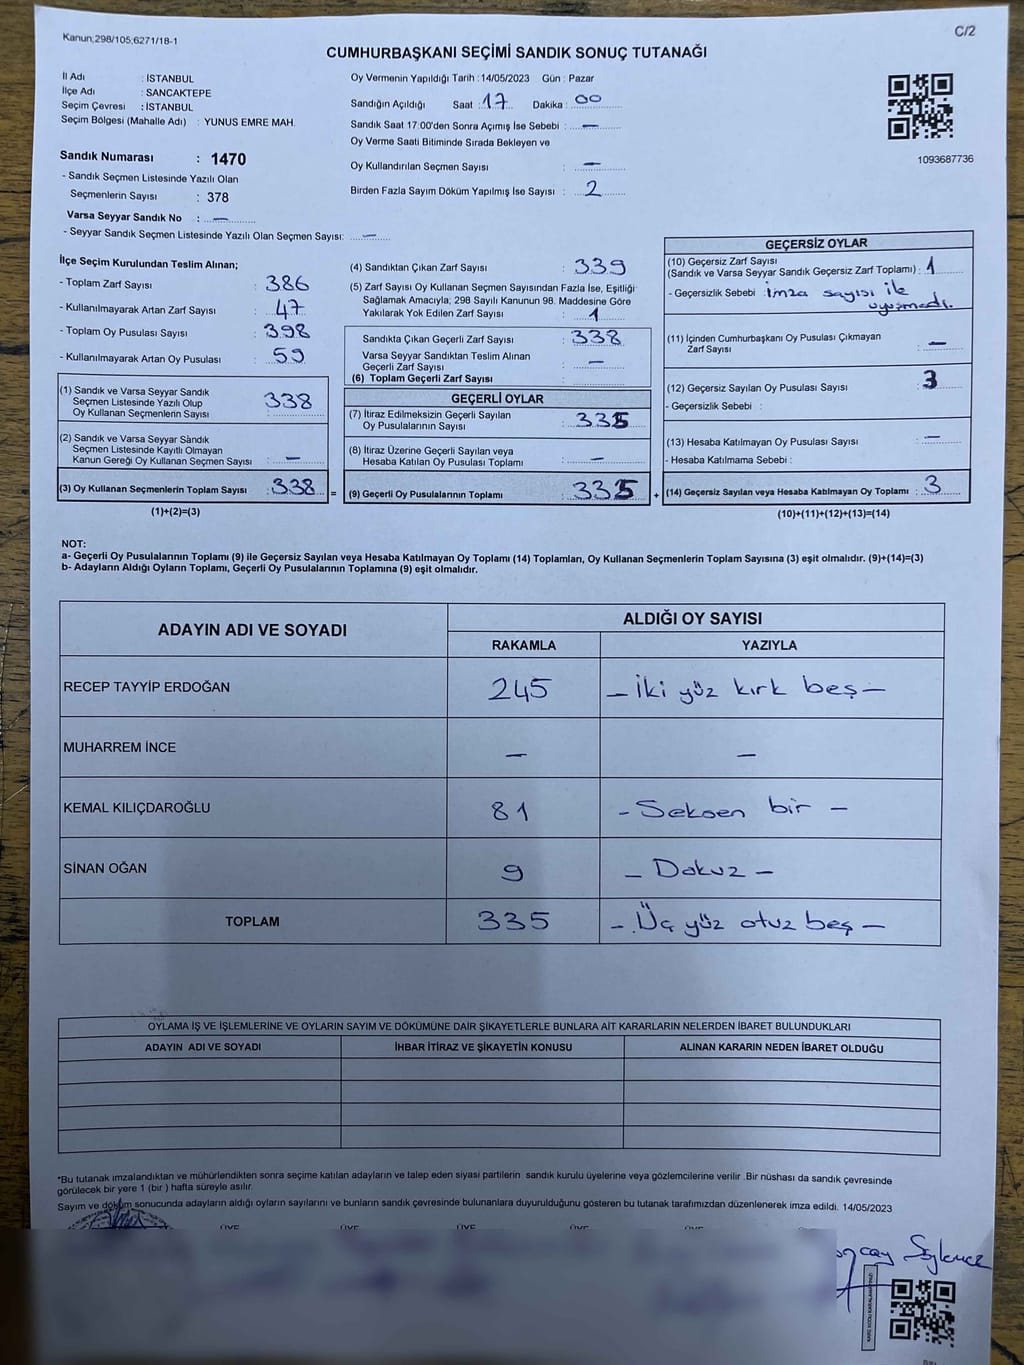 Kanun;298/105;6271/18-1
C/2
CUMHURBAŞKANI SEÇİMİ SANDIK SONUÇ TUTANAĞI
İl Adı : İSTANBUL
İlçe Adı : SANCAKTEPE
Seçim Çevresi : İSTANBUL
Seçim Bölgesi (Mahalle Adı) : YUNUS EMRE MAH.
Sandık Numarası : 1470
- Sandık Seçmen Listesinde Yazılı Olan
Seçmenlerin Sayısı : 378
Varsa Seyyar Sandık No : —
- Seyyar Sandık Seçmen Listesinde Yazılı Olan Seçmen Sayısı: —
Oy Vermenin Yapıldığı Tarih : 14/05/2023 Gün : Pazar
Sandığın Açıldığı Saat : 17 Dakika : 00
Sandık Saat 17:00'den Sonra Açımış İse Sebebi : —
Oy Verme Saati Bitiminde Sırada Bekleyen ve
Oy Kullandırılan Seçmen Sayısı : —
Birden Fazla Sayım Döküm Yapılmış İse Sayısı : 2
1093687736
İlçe Seçim Kurulundan Teslim Alınan;
- Toplam Zarf Sayısı : 386
- Kullanılmayarak Artan Zarf Sayısı : 47
- Toplam Oy Pusulası Sayısı : 398
- Kullanılmayarak Artan Oy Pusulası : 59
(1) Sandık ve Varsa Seyyar Sandık
Seçmen Listesinde Yazılı Olup
Oy Kullanan Seçmenlerin Sayısı : 338
(2) Sandık ve Varsa Seyyar Sandık
Seçmen Listesinde Kayıtlı Olmayan
Kanun Gereği Oy Kullanan Seçmen Sayısı : —
(3) Oy Kullanan Seçmenlerin Toplam Sayısı : 338 =
(1)+(2)=(3)
(4) Sandıktan Çıkan Zarf Sayısı : 339
(5) Zarf Sayısı Oy Kullanan Seçmen Sayısından Fazla İse, Eşitliği
Sağlamak Amacıyla; 298 Sayılı Kanunun 98. Maddesine Göre
Yakılarak Yok Edilen Zarf Sayısı : 1
Sandıkta Çıkan Geçerli Zarf Sayısı : 338
Varsa Seyyar Sandıktan Teslim Alınan
Geçerli Zarf Sayısı : —
(6) Toplam Geçerli Zarf Sayısı :
GEÇERLİ OYLAR
(7) İtiraz Edilmeksizin Geçerli Sayılan
Oy Pusulalarının Sayısı : 335
(8) İtiraz Üzerine Geçerli Sayılan veya
Hesaba Katılan Oy Pusulası Toplamı : —
(9) Geçerli Oy Pusulalarının Toplamı : 335 +
GEÇERSİZ OYLAR
(10) Geçersiz Zarf Sayısı
(Sandık ve Varsa Seyyar Sandık Geçersiz Zarf Toplamı) : 1
- Geçersizlik Sebebi : imza sayısı ile
uyuşmadı.
(11) İçinden Cumhurbaşkanı Oy Pusulası Çıkmayan
Zarf Sayısı : —
(12) Geçersiz Sayılan Oy Pusulası Sayısı : 3
- Geçersizlik Sebebi :
(13) Hesaba Katılmayan Oy Pusulası Sayısı : —
- Hesaba Katılmama Sebebi :
(14) Geçersiz Sayılan veya Hesaba Katılmayan Oy Toplamı : 3
(10)+(11)+(12)+(13)=(14)
NOT:
a- Geçerli Oy Pusulalarının Toplamı (9) ile Geçersiz Sayılan veya Hesaba Katılmayan Oy Toplamı (14) Toplamları, Oy Kullanan Seçmenlerin Toplam Sayısına (3) eşit olmalıdır. (9)+(14)=(3)
b- Adayların Aldığı Oyların Toplamı, Geçerli Oy Pusulalarının Toplamına (9) eşit olmalıdır.
ADAYIN ADI VE SOYADI
ALDIĞI OY SAYISI
RAKAMLA YAZIYLA
RECEP TAYYİP ERDOĞAN 245 — İki yüz kırk beş —
MUHARREM İNCE — —
KEMAL KILIÇDAROĞLU 81 - Seksen bir -
SİNAN OĞAN 9 - Dokuz -
TOPLAM 335 - Üç yüz otuz beş -
OYLAMA İŞ VE İŞLEMLERİNE VE OYLARIN SAYIM VE DÖKÜMÜNE DAİR ŞİKAYETLERLE BUNLARA AİT KARARLARIN NELERDEN İBARET BULUNDUKLARI
ADAYIN ADI VE SOYADI İHBAR İTİRAZ VE ŞİKAYETİN KONUSU ALINAN KARARIN NEDEN İBARET OLDUĞU
*Bu tutanak imzalandıktan ve mühürlendikten sonra seçime katılan adayların ve talep eden siyasi partilerin sandık kurulu üyelerine veya gözlemcilerine verilir .Bir nüshası da sandık çevresinde
görülecek bir yere 1 (bir ) hafta süreyle asılır.
Sayım ve döküm sonucunda adayların aldığı oyların sayılarını ve bunların sandık çevresinde bulunanlara duyurulduğunu gösteren bu tutanak tarafımızdan düzenlenerek imza edildi. 14/05/2023
ÜYE ÜYE ÜYE ÜYE ÜYE